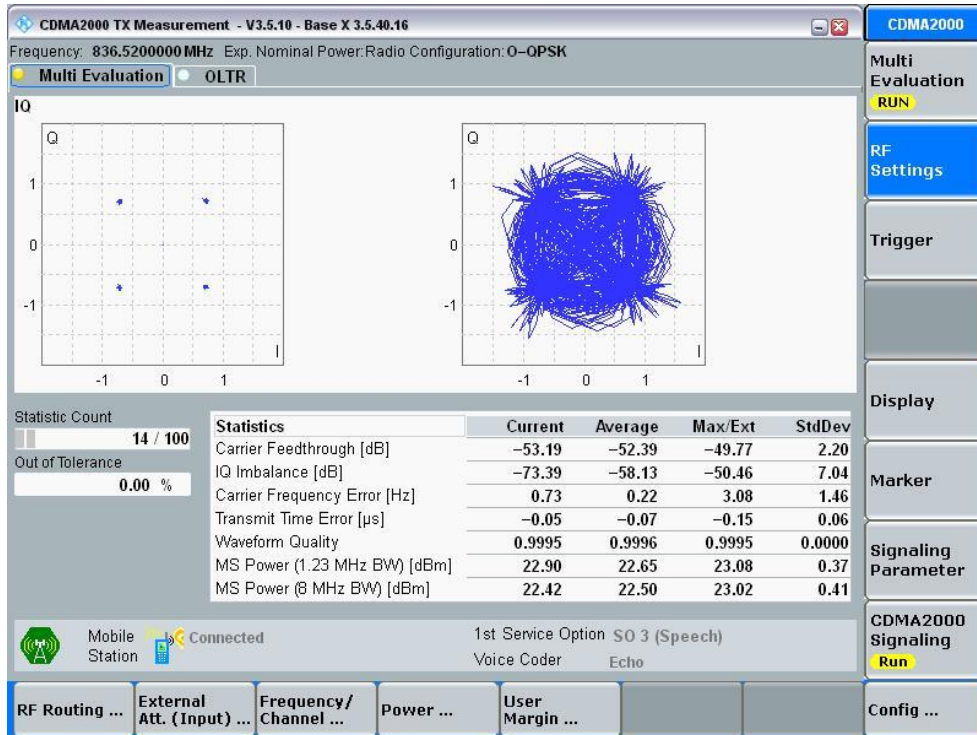 CDMA2000 TX Measurement - V3.5.10 - Base X 3.5.40.16
CDMA2000
Frequency: 836.5200000 MHz Exp. Nominal Power: Radio Configuration: O-QPSK
Multi Evaluation
OLTR
Multi
Evaluation
RUN
RF
Settings
Trigger
Display
Marker
Signaling
Parameter
CDMA2000
Signaling
Run
IQ
Q
1
0
-1
I
-1 0 1
Q
1
0
-1
I
-1 0 1
Statistic Count
14 / 100
Out of Tolerance
0.00 %
Statistics Current Average Max/Ext StdDev
Carrier Feedthrough [dB] -53.19 -52.39 -49.77 2.20
IQ Imbalance [dB] -73.39 -58.13 -50.46 7.04
Carrier Frequency Error [Hz] 0.73 0.22 3.08 1.46
Transmit Time Error [µs] -0.05 -0.07 -0.15 0.06
Waveform Quality 0.9995 0.9996 0.9995 0.0000
MS Power (1.23 MHz BW) [dBm] 22.90 22.65 23.08 0.37
MS Power (8 MHz BW) [dBm] 22.42 22.50 23.02 0.41
Mobile
Station
Connected
1st Service Option SO 3 (Speech)
Voice Coder Echo
RF Routing ...
External
Att. (Input) ...
Frequency/
Channel ...
Power ...
User
Margin ...
Config ...